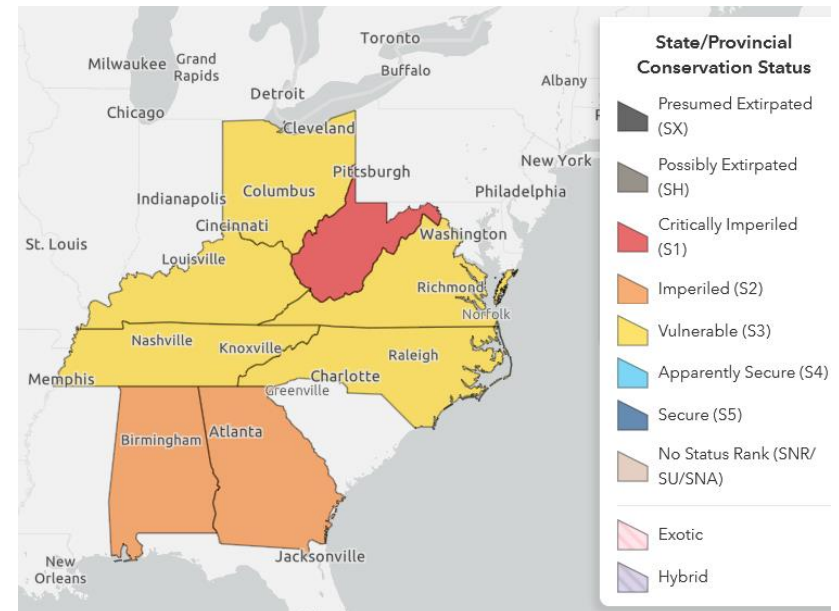 Toronto
Milwaukee
Grand
Rapids
Buffalo
Albany
Detroit
Chicago
Cleveland
New York
Pittsburgh
Philadelphia
Indianapolis
Columbus
Cincinnati
Washington
St. Louis
Louisville
Richmond
Norfolk
Nashville
Knoxville
Raleigh
Memphis
Charlotte
Greenville
Birmingham
Atlanta
Jacksonville
New
Orleans
State/Provincial
Conservation Status
Presumed Extirpated
(SX)
Possibly Extirpated
(SH)
Critically Imperiled
(S1)
Imperiled (S2)
Vulnerable (S3)
Apparently Secure (S4)
Secure (S5)
No Status Rank (SNR/
SU/SNA)
Exotic
Hybrid